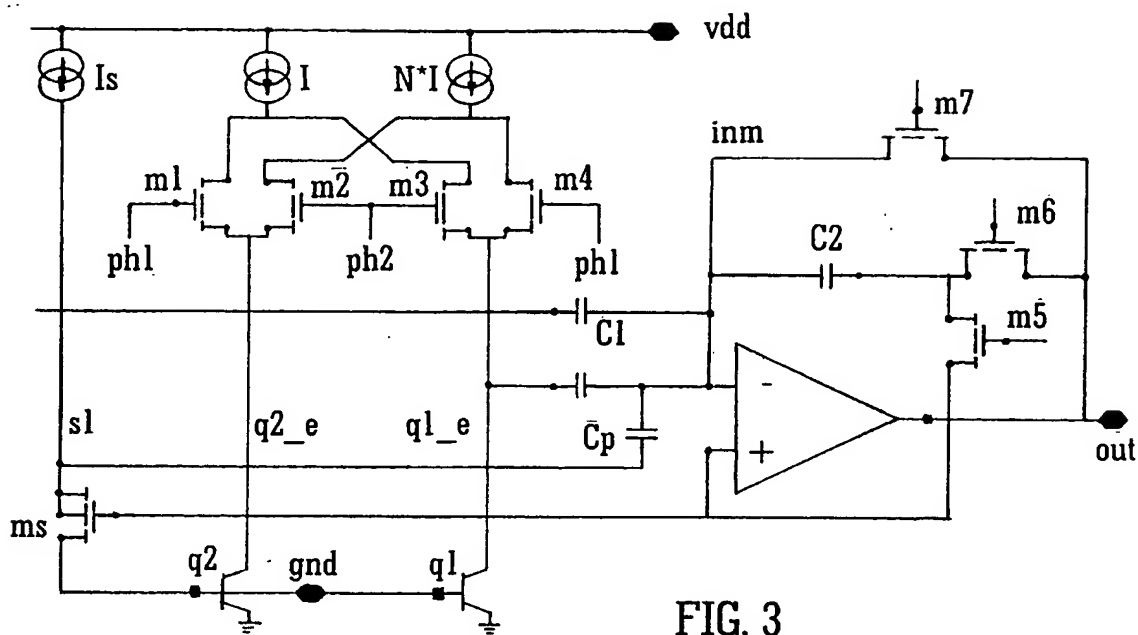 vdd
Is
I
N*I
m7
inm
m1
m2
m3
m4
m6
C2
ph1
ph2
ph1
C1
m5
s1
q2_e
q1_e
Cp
-
+
out
ms
q2
gnd
q1
FIG. 3